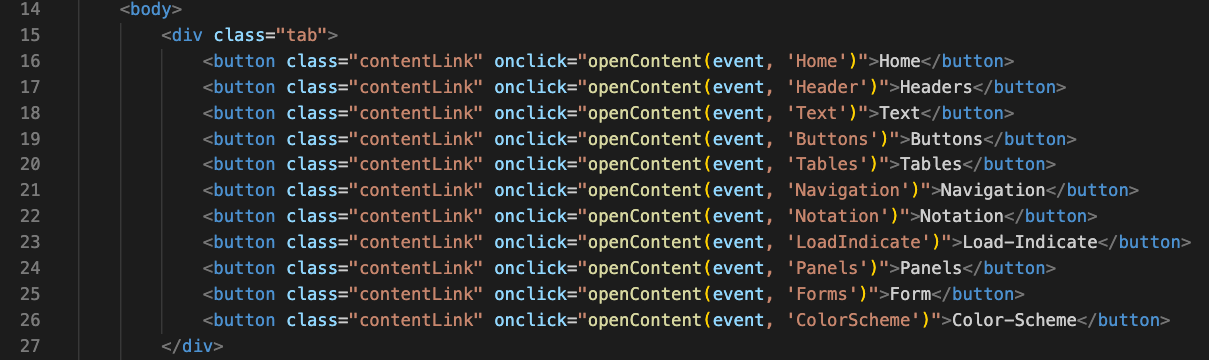 14 <body>
15 <div class="tab">
16 <button class="contentLink" onclick="openContent(event, 'Home')">Home</button>
17 <button class="contentLink" onclick="openContent(event, 'Header')">Headers</button>
18 <button class="contentLink" onclick="openContent(event, 'Text')">Text</button>
19 <button class="contentLink" onclick="openContent(event, 'Buttons')">Buttons</button>
20 <button class="contentLink" onclick="openContent(event, 'Tables')">Tables</button>
21 <button class="contentLink" onclick="openContent(event, 'Navigation')">Navigation</button>
22 <button class="contentLink" onclick="openContent(event, 'Notation')">Notation</button>
23 <button class="contentLink" onclick="openContent(event, 'LoadIndicate')">Load-Indicate</button>
24 <button class="contentLink" onclick="openContent(event, 'Panels')">Panels</button>
25 <button class="contentLink" onclick="openContent(event, 'Forms')">Form</button>
26 <button class="contentLink" onclick="openContent(event, 'ColorScheme')">Color-Scheme</button>
27 </div>